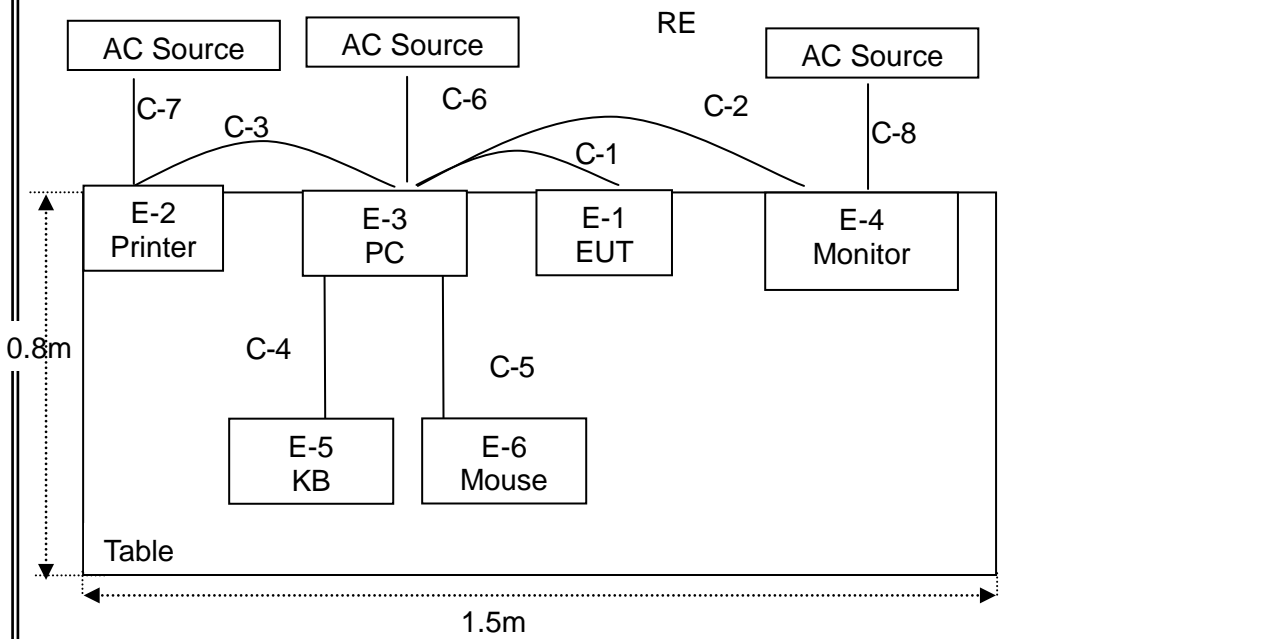 RE
AC Source
AC Source
AC Source
C-7
C-6
C-2
C-3
C-8
C-1
E-2
Printer
E-3
PC
E-1
EUT
E-4
Monitor
0.8m
C-4
C-5
E-5
KB
E-6
Mouse
Table
1.5m